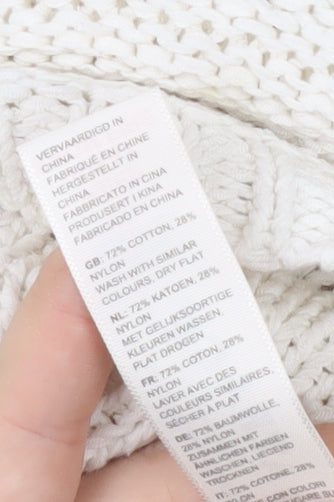 VERVAARDIGD IN
CHINA
FABRIQUÉ EN CHINE
HERGESTELLT IN
CHINA
FABBRICATO IN CINA
PRODUSERT I KINA
FABRICADO EN CHINA
GB: 72% COTTON, 28%
NYLON
WASH WITH SIMILAR
COLOURS, DRY FLAT
NL: 72% KATOEN, 28%
NYLON
MET GELIJKSOORTIGE
KLEUREN WASSEN,
PLAT DROGEN
FR: 72% COTON, 28%
NYLON
LAVER AVEC DES
COULEURS SIMILAIRES,
SÉCHER À PLAT
DE: 72% BAUMWOLLE,
28% NYLON
ZUSAMMEN MIT
ÄHNLICHEN FARBEN
WASCHEN, LIEGEND
TROCKNEN
IT: 72% COTONE, 28%
NYLON